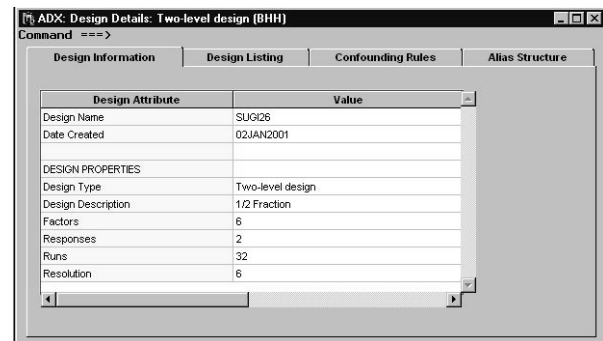 ADX: Design Details: Two-level design (BHH)
Command ===>
Design Information Design Listing Confounding Rules Alias Structure
Design Attribute Value
Design Name SUGI26
Date Created 02JAN2001
DESIGN PROPERTIES
Design Type Two-level design
Design Description 1/2 Fraction
Factors 6
Responses 2
Runs 32
Resolution 6